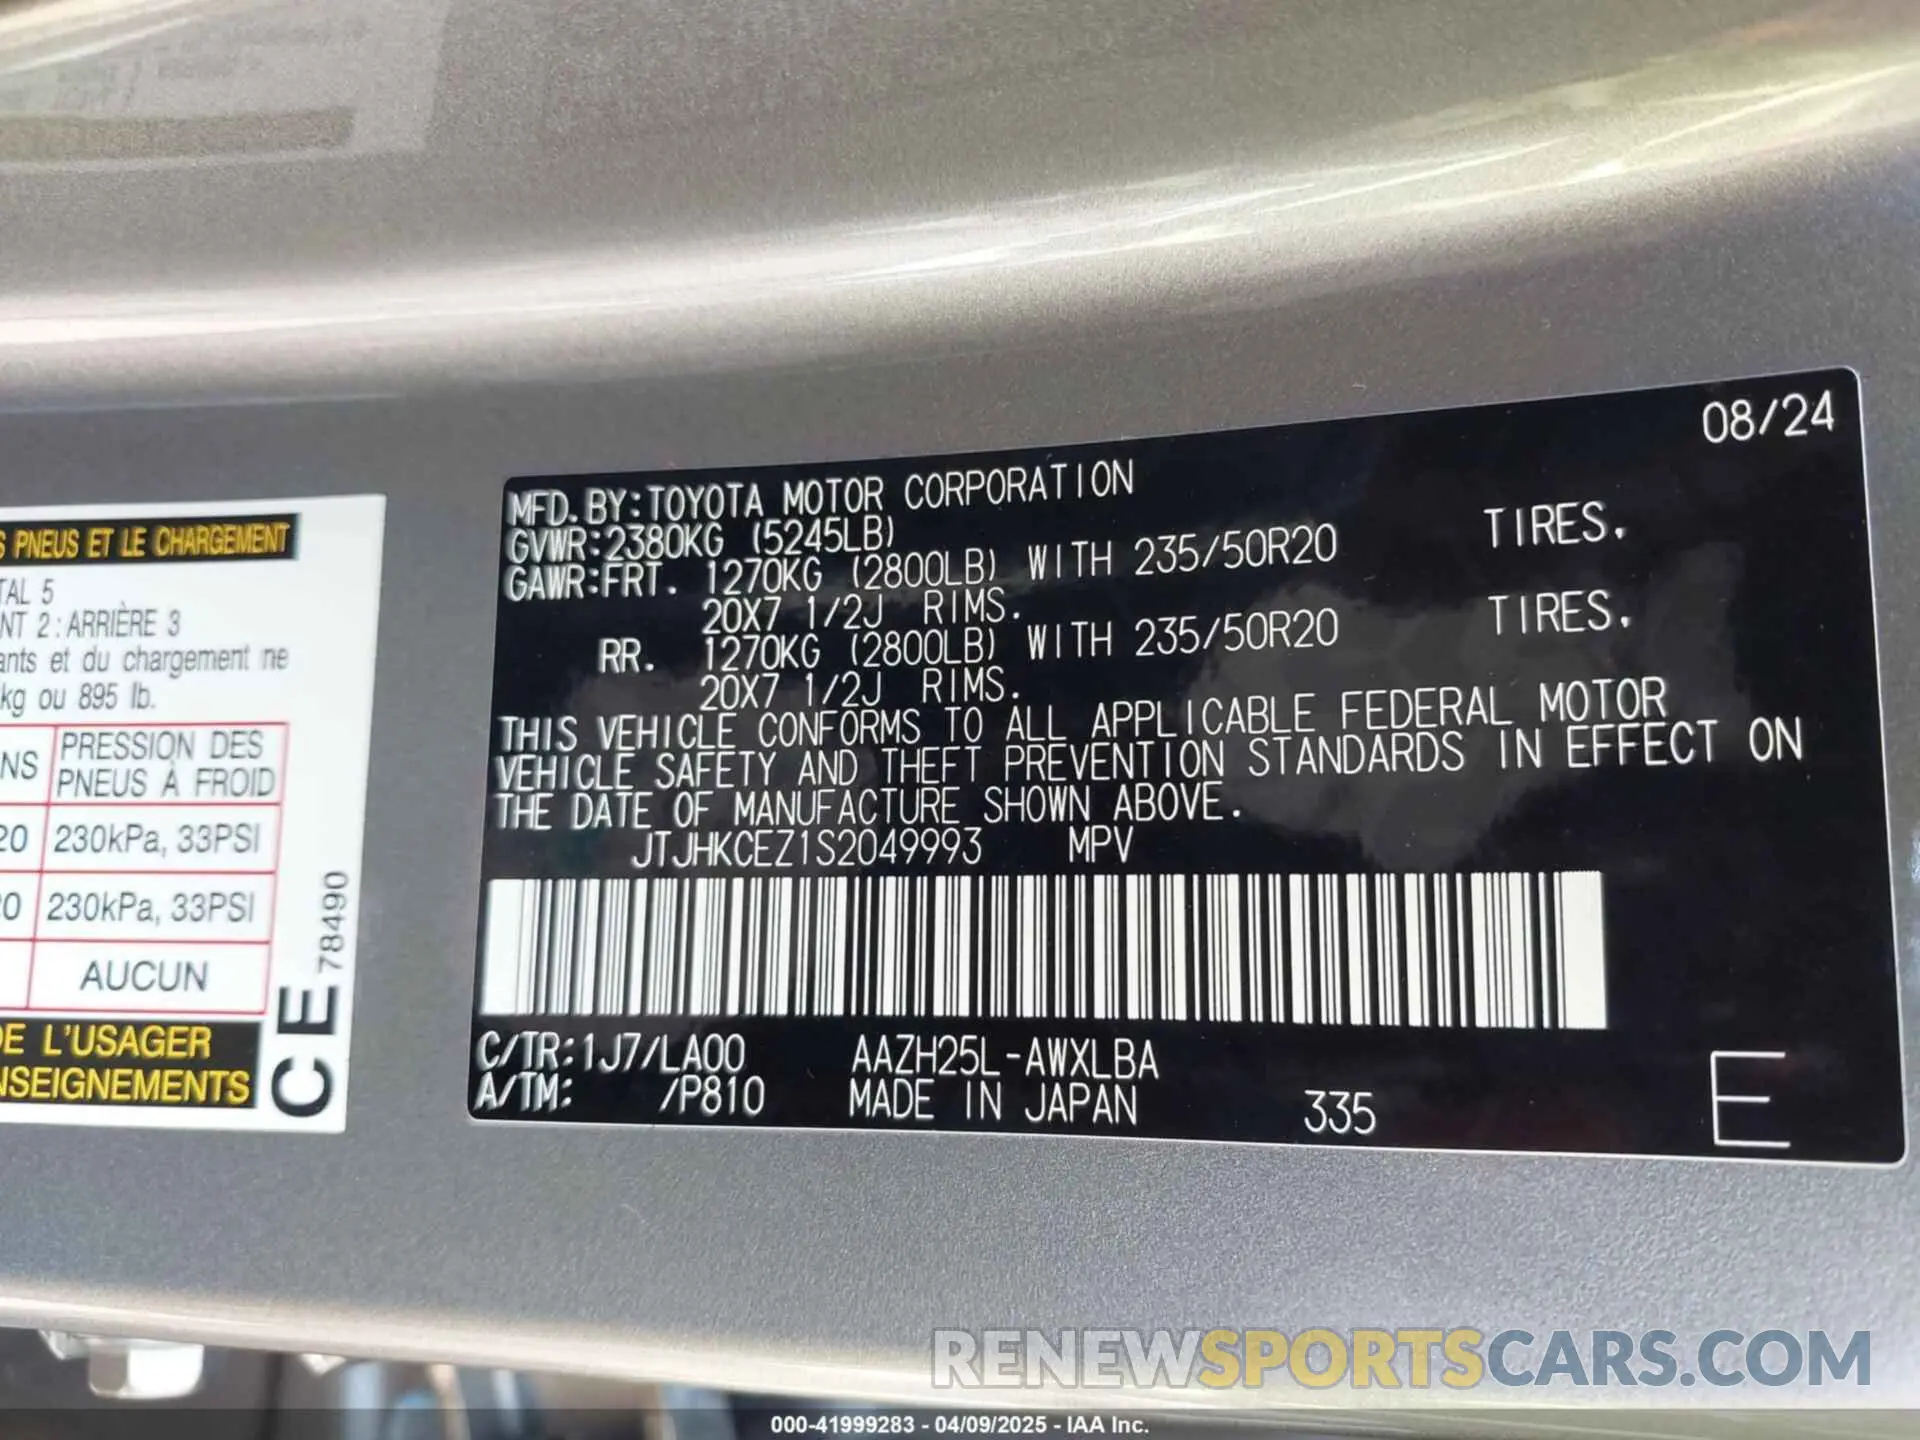 S PNEUS ET LE CHARGEMENT
TAL 5
NT 2 : ARRIÈRE 3
ants et du chargement ne
kg ou 895 lb.
NS PRESSION DES
PNEUS À FROID
20 230kPa, 33PSI
20 230kPa, 33PSI
AUCUN
DE L'USAGER
NSEIGNEMENTS
CE 78490
08/24
MFD.BY:TOYOTA MOTOR CORPORATION
GVWR:2380KG (5245LB)
GAWR:FRT. 1270KG (2800LB) WITH 235/50R20 TIRES.
20X7 1/2J RIMS.
RR. 1270KG (2800LB) WITH 235/50R20 TIRES.
20X7 1/2J RIMS.
THIS VEHICLE CONFORMS TO ALL APPLICABLE FEDERAL MOTOR
VEHICLE SAFETY AND THEFT PREVENTION STANDARDS IN EFFECT ON
THE DATE OF MANUFACTURE SHOWN ABOVE.
JTJHKCEZ1S2049993 MPV
C/TR:1J7/LA00 AAZH25L-AWXLBA
A/TM: /P810 MADE IN JAPAN 335 E
RENEWSPORTSCARS.COM
000-41999283 - 04/09/2025 - IAA Inc.